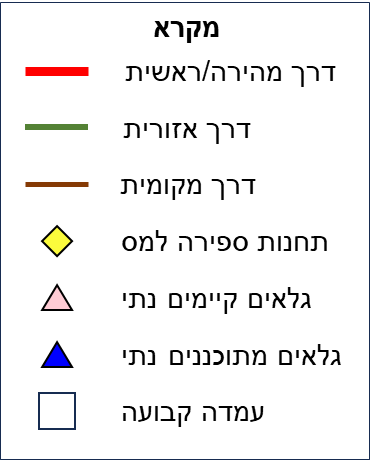 מקרא
דרך מהירה/ראשית
דרך אזורית
דרך מקומית
תחנות ספירה למס
גלאים קיימים נתי
גלאים מתוכננים נתי
עמדה קבועה